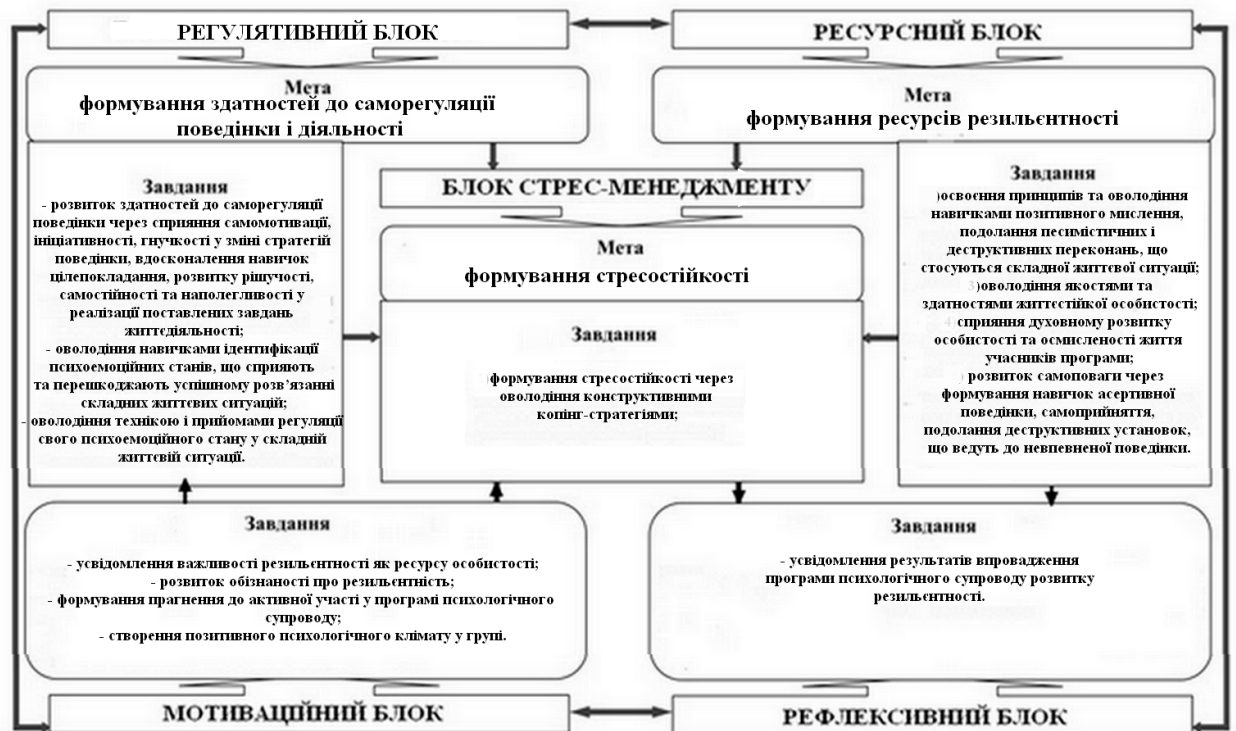 РЕГУЛЯТИВНИЙ БЛОК
РЕСУРСНИЙ БЛОК
Мета
формування здатностей до саморегуляції
поведінки і діяльності
Мета
формування ресурсів резильєнтності
Завдання
- розвиток здатностей до саморегуляції
поведінки через сприяння самомотивації,
ініціативності, гнучкості у зміні стратегій
поведінки, вдосконалення навичок
цілепокладання, розвитку рішучості,
самостійності та наполегливості у
реалізації поставлених завдань
життєдіяльності;
- оволодіння навичками ідентифікації
психоемоційних станів, що сприяють
та перешкоджають успішному розв’язанні
складних життєвих ситуацій;
- оволодіння технікою і прийомами регуляції
свого психоемоційного стану у складній
життєвій ситуації.
БЛОК СТРЕС-МЕНЕДЖМЕНТУ
Мета
формування стресостійкості
Завдання
)формування стресостійкості через
оволодіння конструктивними
копінг-стратегіями;
Завдання
)освоєння принципів та оволодіння
навичками позитивного мислення,
подолання песимістичних і
деструктивних переконань, що
стосуються складної життєвої ситуації;
3)оволодіння якостями та
здатностями життєстійкої особистості;
4)сприяння духовному розвитку
особистості та осмисленості життя
учасників програми;
) розвиток самоповаги через
формування навичок асертивної
поведінки, самоприйняття,
подолання деструктивних установок,
що ведуть до невпевненої поведінки.
Завдання
- усвідомлення важливості резильєнтності як ресурсу особистості;
- розвиток обізнаності про резильєнтність;
- формування прагнення до активної участі у програмі психологічного
супроводу;
- створення позитивного психологічного клімату у групі.
Завдання
- усвідомлення результатів впровадження
програми психологічного супроводу розвитку
резильєнтності.
МОТИВАЦІЙНИЙ БЛОК
РЕФЛЕКСИВНИЙ БЛОК